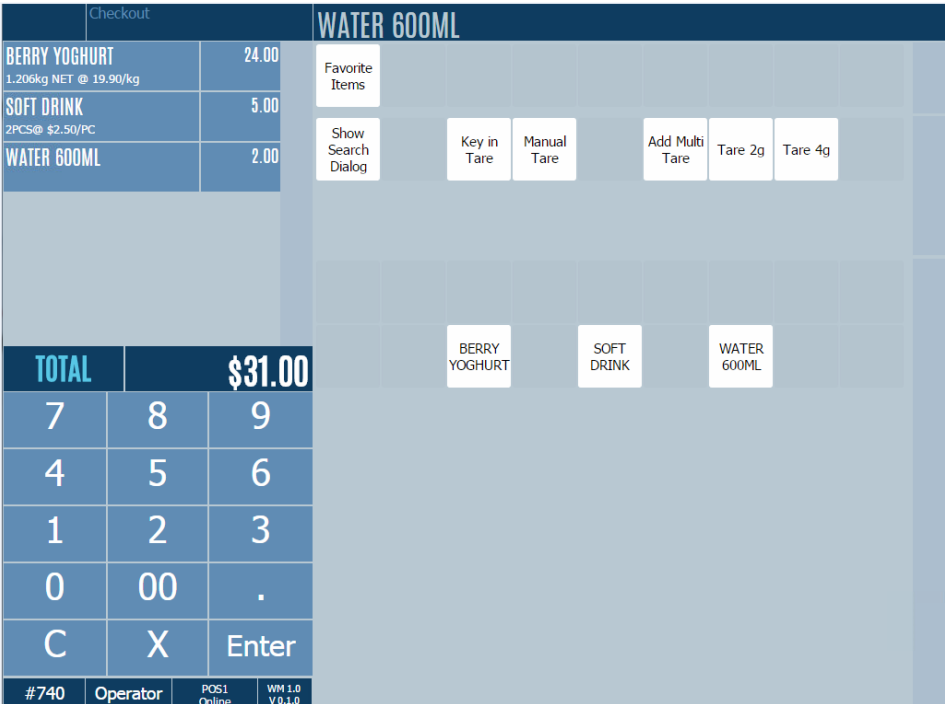 Checkout
WATER 600ML
BERRY YOGHURT 24.00
1.206kg NET @ 19.90/kg
SOFT DRINK 5.00
2PCS@ $2.50/PC
WATER 600ML 2.00
TOTAL $31.00
7 8 9
4 5 6
1 2 3
0 00 .
C X Enter
#740 Operator POS1 WM 1.0
Online V 0.1.0
Favorite
Items
Show
Search
Dialog
Key in
Tare
Manual
Tare
Add Multi
Tare
Tare 2g
Tare 4g
BERRY
YOGHURT
SOFT
DRINK
WATER
600ML